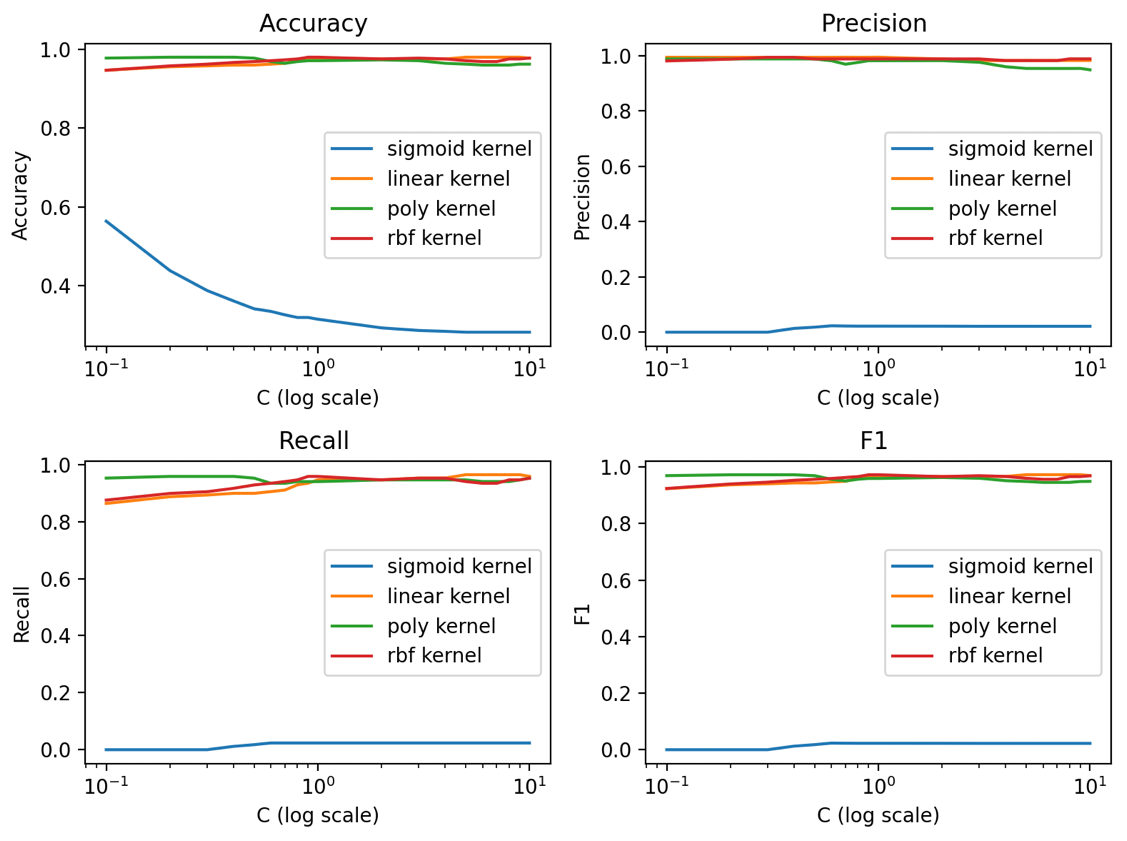 Accuracy
1.0
0.8
0.6
0.4
Accuracy
sigmoid kernel
linear kernel
poly kernel
rbf kernel
10⁻¹ 10⁰ 10¹
C (log scale)
Precision
1.0
0.8
0.6
0.4
0.2
0.0
Precision
sigmoid kernel
linear kernel
poly kernel
rbf kernel
10⁻¹ 10⁰ 10¹
C (log scale)
Recall
1.0
0.8
0.6
0.4
0.2
0.0
Recall
sigmoid kernel
linear kernel
poly kernel
rbf kernel
10⁻¹ 10⁰ 10¹
C (log scale)
F1
1.0
0.8
0.6
0.4
0.2
0.0
F1
sigmoid kernel
linear kernel
poly kernel
rbf kernel
10⁻¹ 10⁰ 10¹
C (log scale)